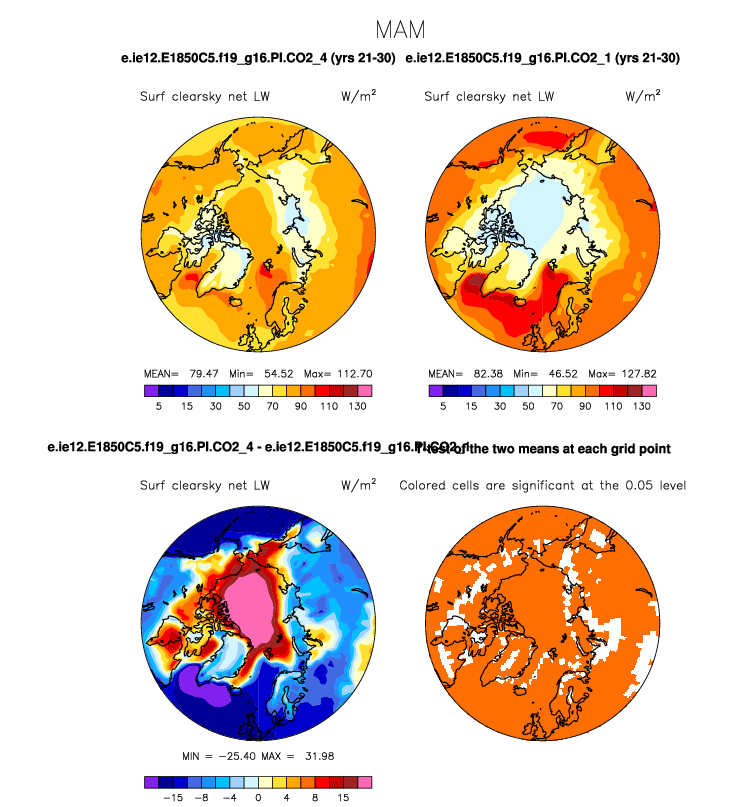 MAM
e.ie12.E1850C5.f19_g16.PI.CO2_4 (yrs 21-30) e.ie12.E1850C5.f19_g16.PI.CO2_1 (yrs 21-30)
Surf clearsky net LW W/m² Surf clearsky net LW W/m²
MEAN= 79.47 Min= 54.52 Max= 112.70 MEAN= 82.38 Min= 46.52 Max= 127.82
5 15 30 50 70 90 110 130 5 15 30 50 70 90 110 130
e.ie12.E1850C5.f19_g16.PI.CO2_4 - e.ie12.E1850C5.f19_g16.PI.CO2_1 T-test of the two means at each grid point
Surf clearsky net LW W/m² Colored cells are significant at the 0.05 level
MIN = -25.40 MAX = 31.98
-15 -8 -4 0 4 8 15